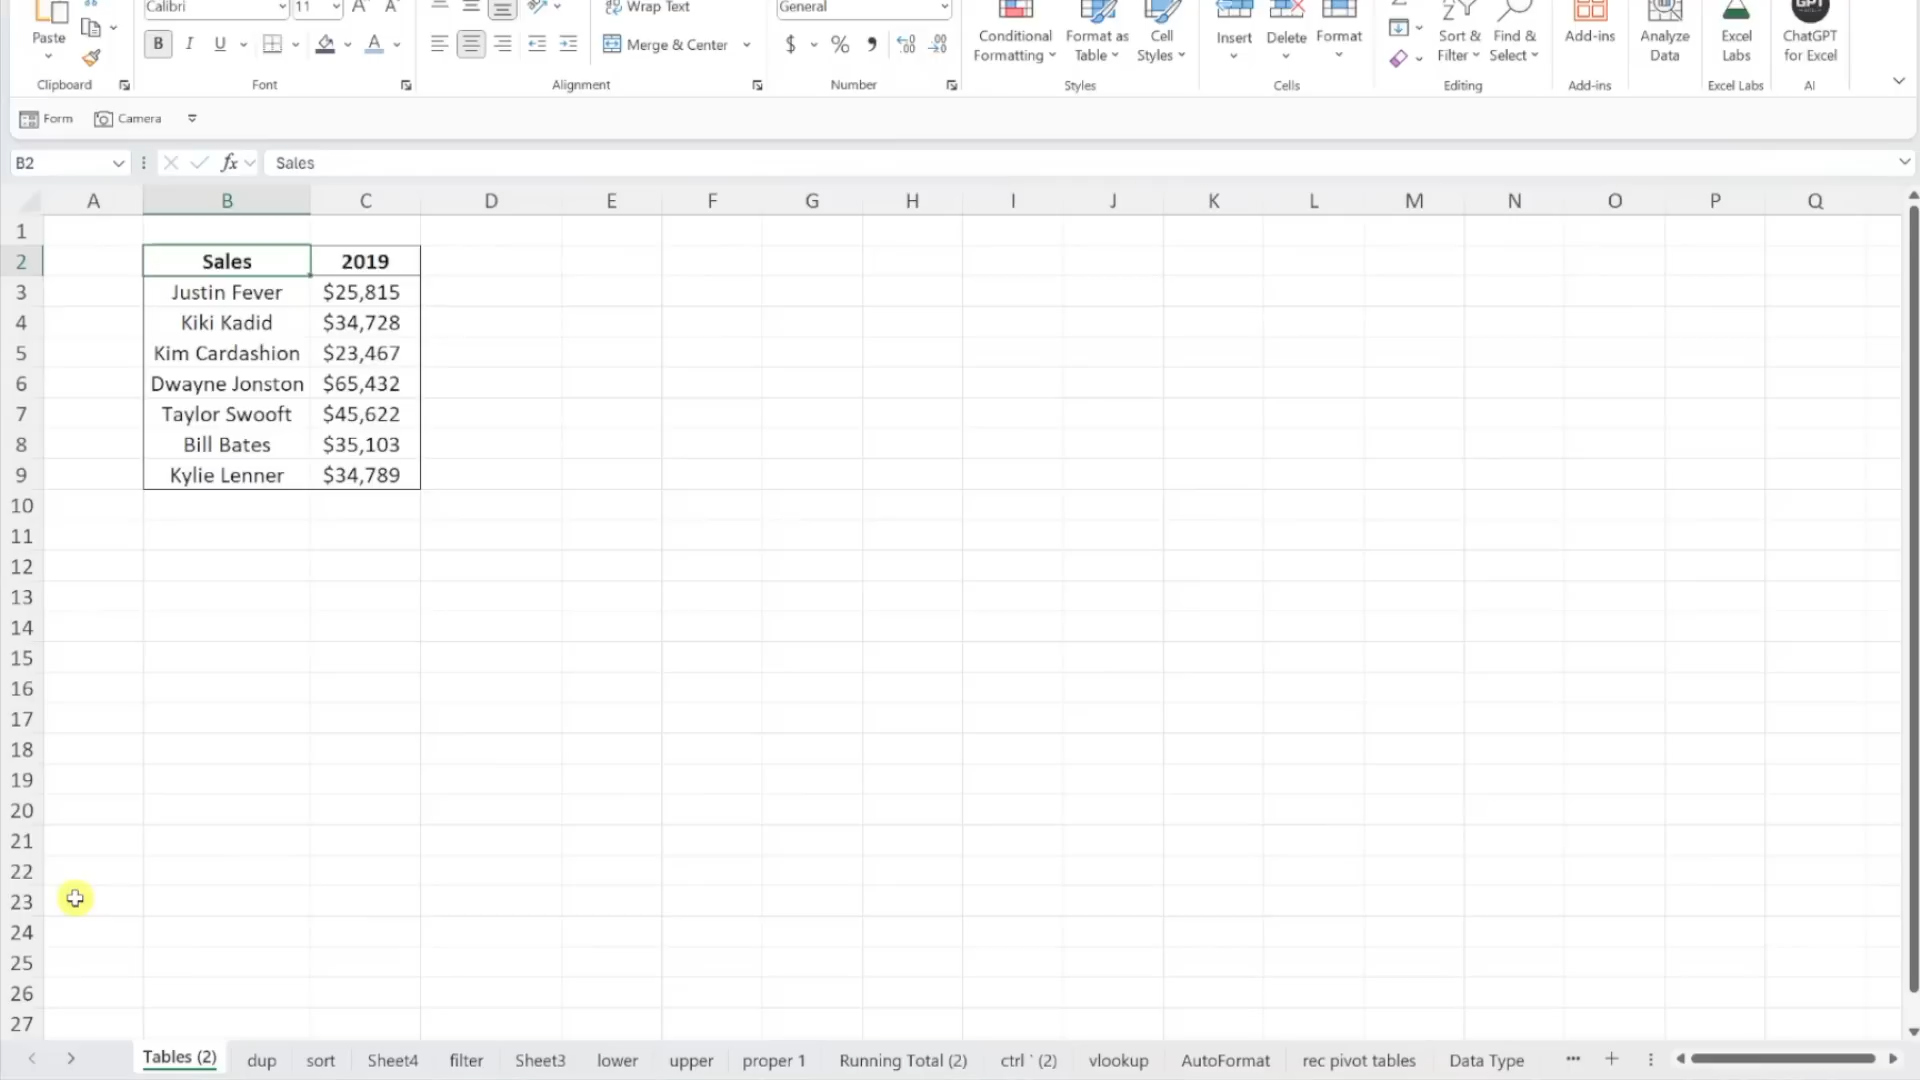 Calibri 11 Wrap Text General
Paste B I U Merge & Center $ % Conditional Formatting Format as Table Cell Styles Insert Delete Format Sort & Filter Find & Select Add-ins Analyze Data Excel Labs ChatGPT for Excel
Clipboard Font Alignment Number Styles Cells Editing Add-ins Excel Labs AI
Form Camera
B2 fx Sales
A B C D E F G H I J K L M N O P Q
1
2 Sales 2019
3 Justin Fever $25,815
4 Kiki Kadid $34,728
5 Kim Cardashion $23,467
6 Dwayne Jonston $65,432
7 Taylor Swooft $45,622
8 Bill Bates $35,103
9 Kylie Lenner $34,789
10
11
12
13
14
15
16
17
18
19
20
21
22
23
24
25
26
27
Tables (2) dup sort Sheet4 filter Sheet3 lower upper proper 1 Running Total (2) ctrl ` (2) vlookup AutoFormat rec pivot tables Data Type ...